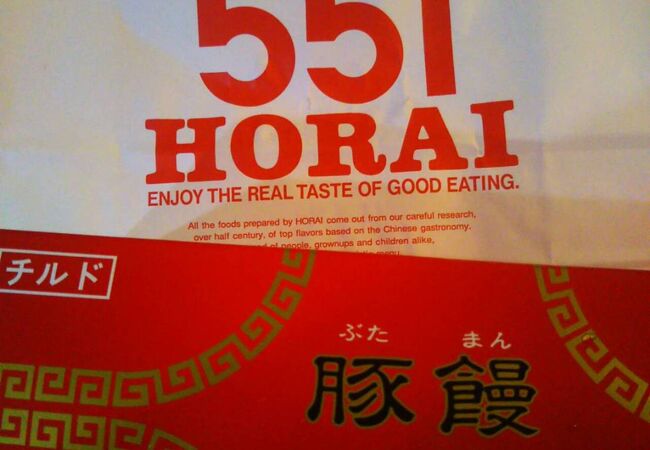 551
HORAI
ENJOY THE REAL TASTE OF GOOD EATING.
All the foods prepared by HORAI come out from our careful research,
over half century, of top flavors based on the Chinese gastronomy.
of people, grownups and children alike,
menu
チルド
ぶた まん
豚饅